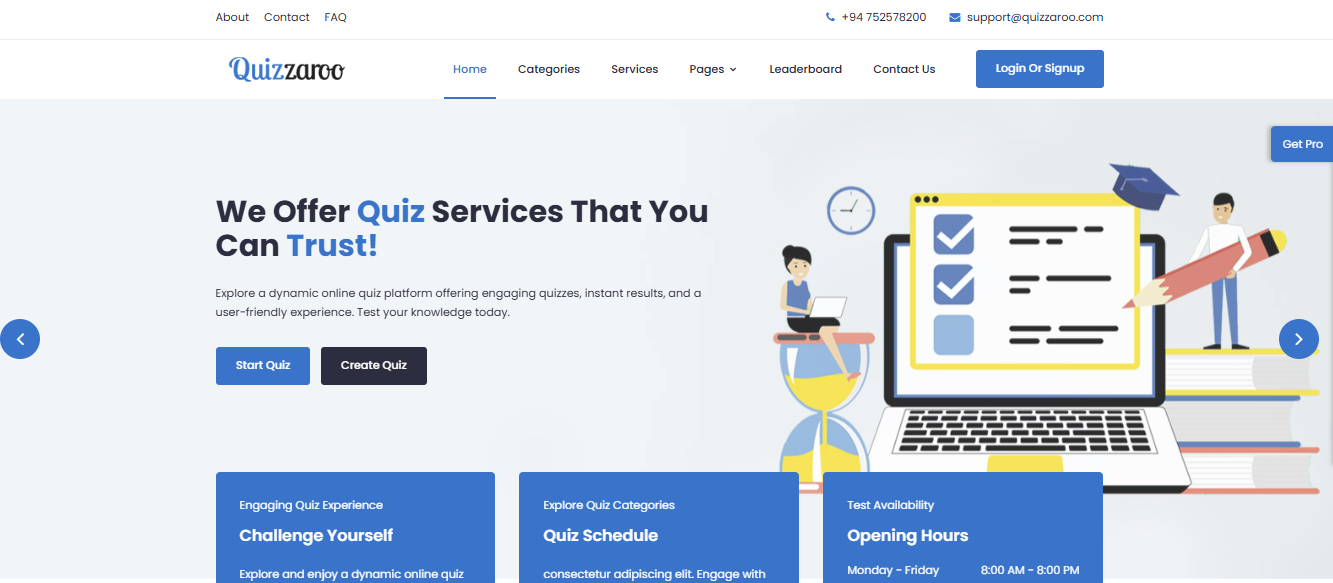 About Contact FAQ
+94 752578200 support@quizzaroo.com
Quizzaroo
Home Categories Services Pages Leaderboard Contact Us Login Or Signup
Get Pro
We Offer Quiz Services That You
Can Trust!
Explore a dynamic online quiz platform offering engaging quizzes, instant results, and a
user-friendly experience. Test your knowledge today.
Start Quiz Create Quiz
Engaging Quiz Experience
Challenge Yourself
Explore and enjoy a dynamic online quiz
Explore Quiz Categories
Quiz Schedule
consectetur adipiscing elit. Engage with
Test Availability
Opening Hours
Monday - Friday 8:00 AM - 8:00 PM